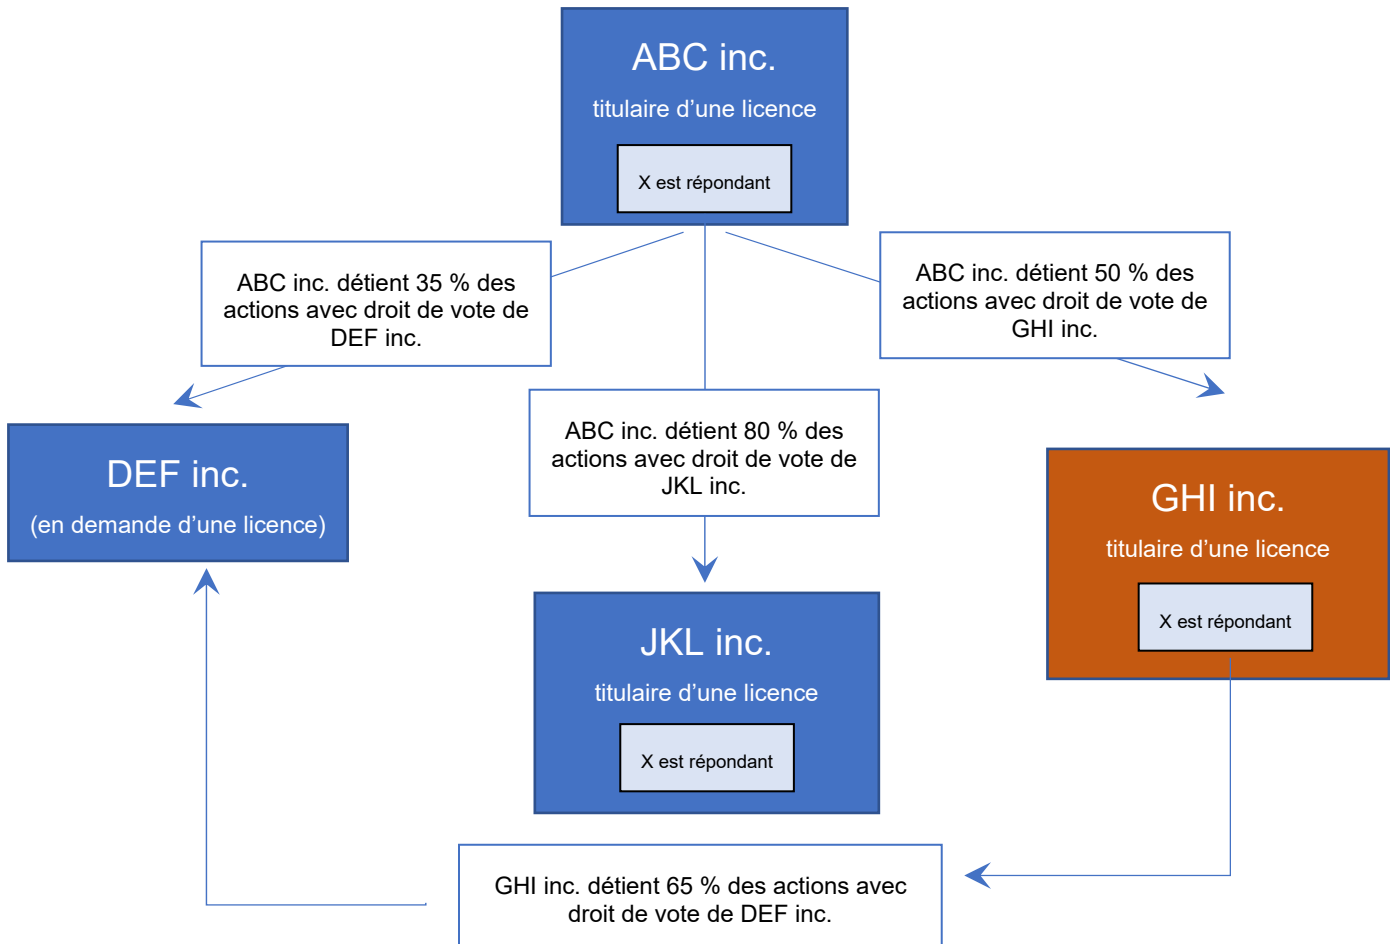 ABC inc.
titulaire d’une licence
X est répondant
ABC inc. détient 35 % des
actions avec droit de vote de
DEF inc.
ABC inc. détient 50 % des
actions avec droit de vote de
GHI inc.
ABC inc. détient 80 % des
actions avec droit de vote de
JKL inc.
DEF inc.
(en demande d’une licence)
GHI inc.
titulaire d’une licence
X est répondant
JKL inc.
titulaire d’une licence
X est répondant
GHI inc. détient 65 % des actions avec
droit de vote de DEF inc.